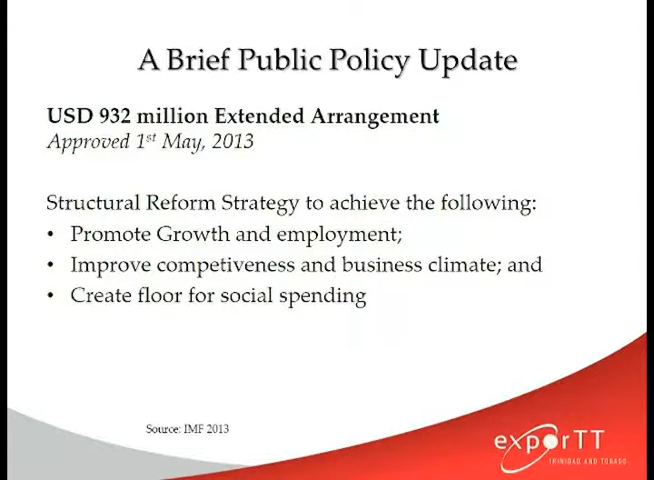 A Brief Public Policy Update
USD 932 million Extended Arrangement
Approved 1st May, 2013
Structural Reform Strategy to achieve the following:
• Promote Growth and employment;
• Improve competiveness and business climate; and
• Create floor for social spending
Source: IMF 2013
exporTT
TRINIDAD AND TOBAGO